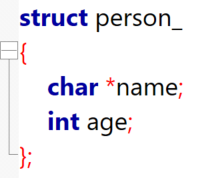 struct person_
{
char *name;
int age;
};